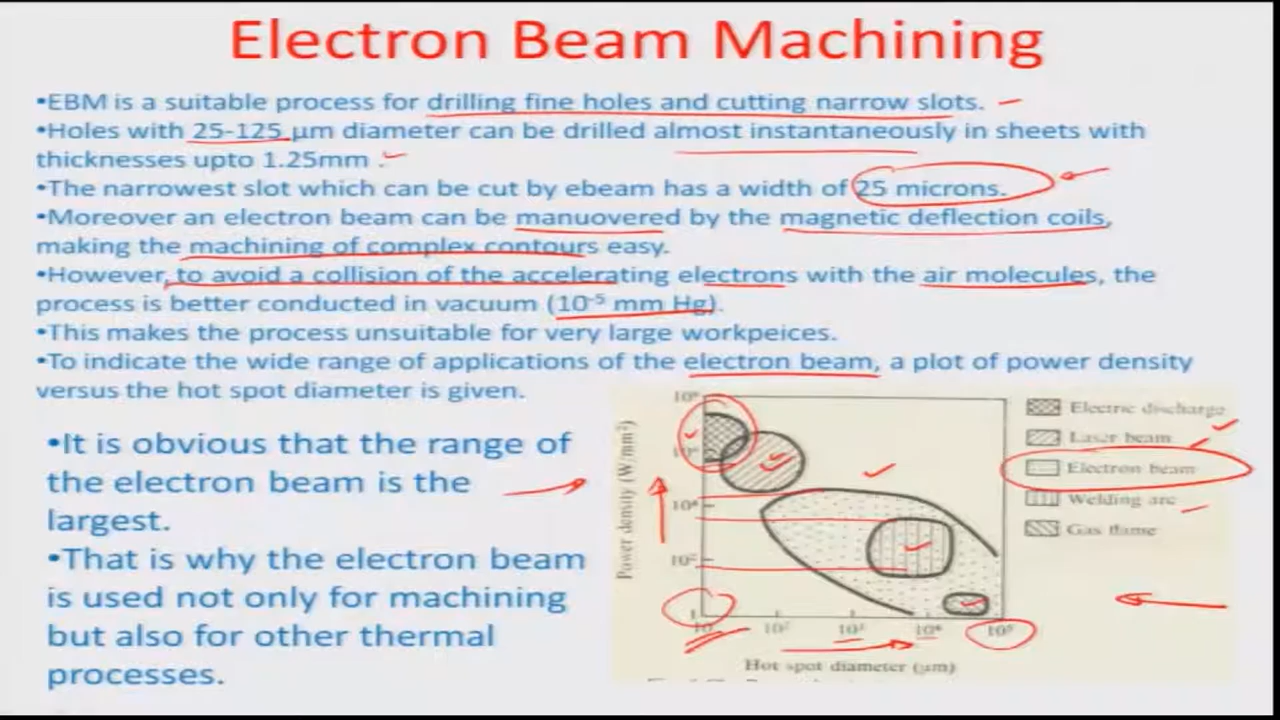 Electron Beam Machining
•EBM is a suitable process for drilling fine holes and cutting narrow slots.
•Holes with 25-125 µm diameter can be drilled almost instantaneously in sheets with
thicknesses upto 1.25mm .
•The narrowest slot which can be cut by ebeam has a width of 25 microns.
•Moreover an electron beam can be manuovered by the magnetic deflection coils,
making the machining of complex contours easy.
•However, to avoid a collision of the accelerating electrons with the air molecules, the
process is better conducted in vacuum (10⁻⁵ mm Hg).
•This makes the process unsuitable for very large workpeices.
•To indicate the wide range of applications of the electron beam, a plot of power density
versus the hot spot diameter is given.
•It is obvious that the range of
the electron beam is the
largest.
•That is why the electron beam
is used not only for machining
but also for other thermal
processes.
Power density (W/mm²)
10⁴
10²
1
10 10² 10³ 10⁴ 10⁵
Hot spot diameter (µm)
Electric discharge
Laser beam
Electron beam
Welding arc
Gas flame